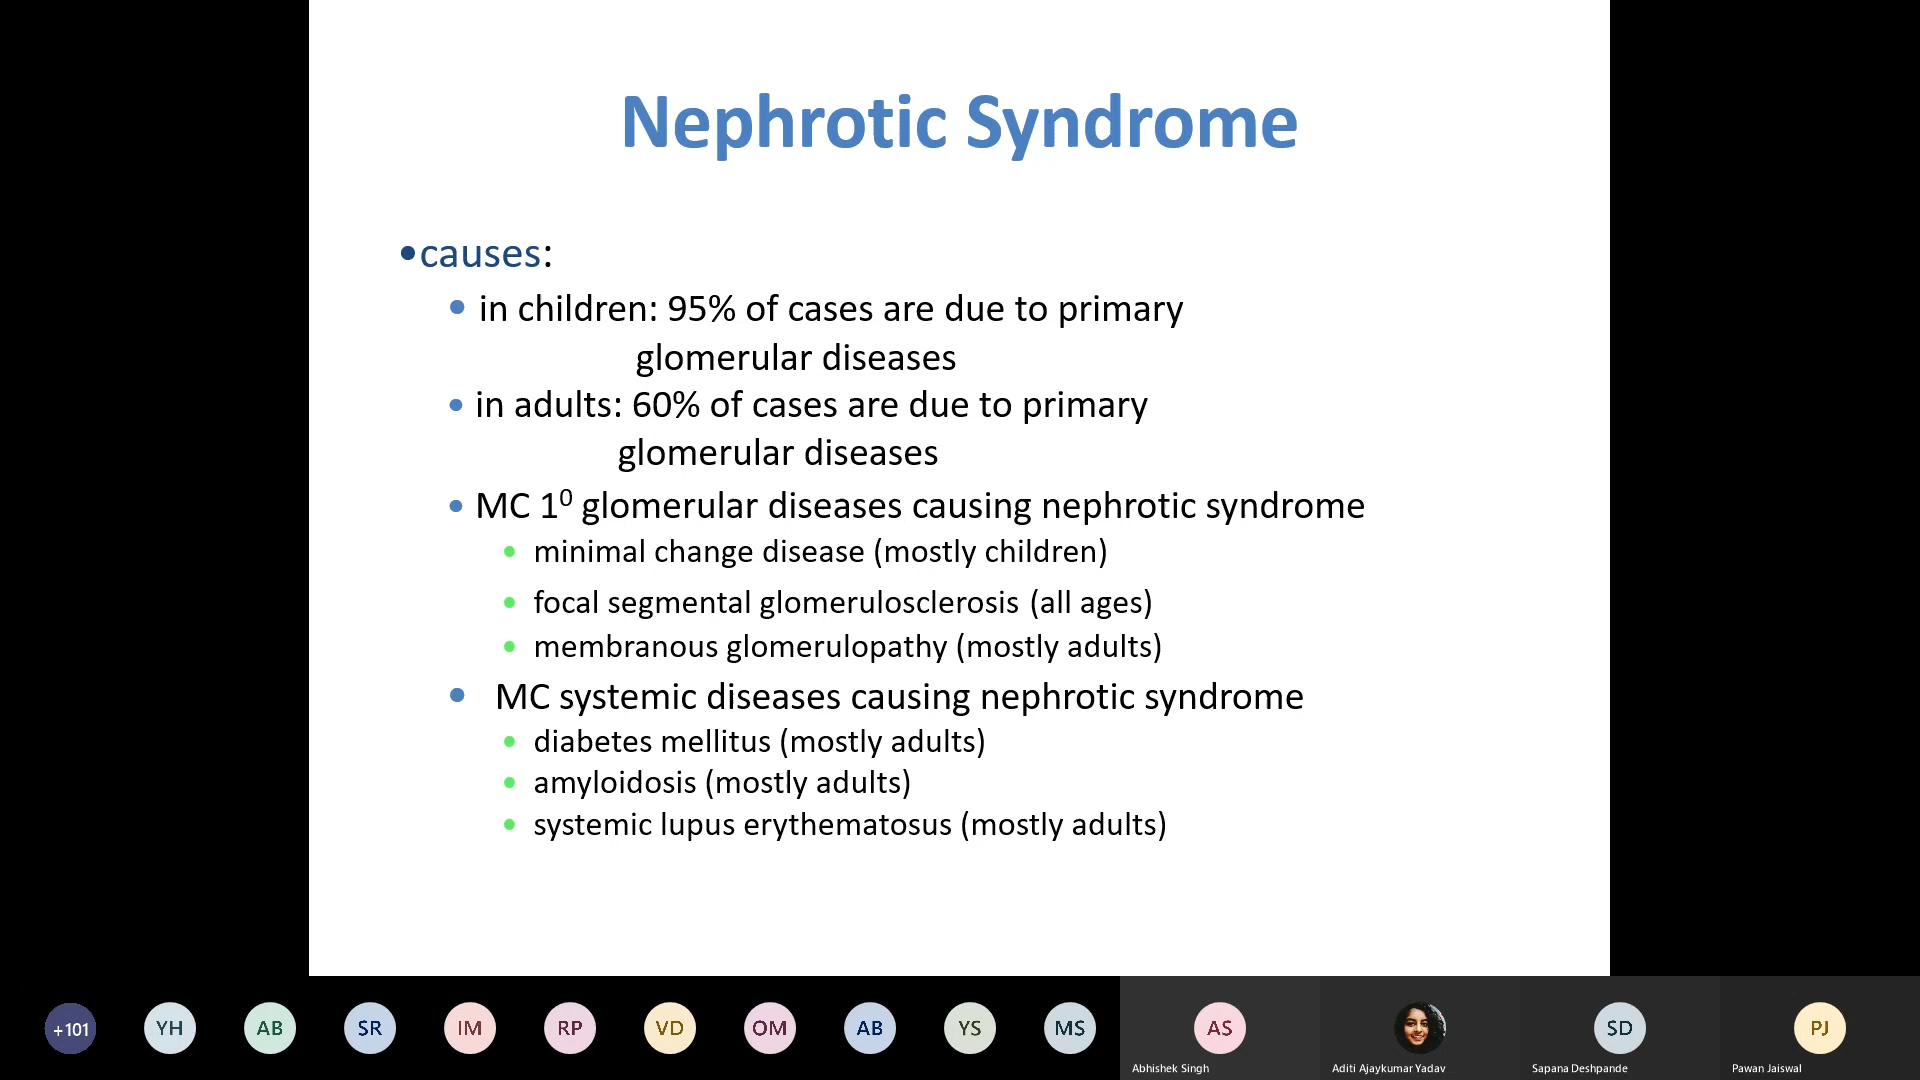 Nephrotic Syndrome
•causes:
• in children: 95% of cases are due to primary
glomerular diseases
• in adults: 60% of cases are due to primary
glomerular diseases
• MC 1⁰ glomerular diseases causing nephrotic syndrome
• minimal change disease (mostly children)
• focal segmental glomerulosclerosis (all ages)
• membranous glomerulopathy (mostly adults)
• MC systemic diseases causing nephrotic syndrome
• diabetes mellitus (mostly adults)
• amyloidosis (mostly adults)
• systemic lupus erythematosus (mostly adults)
+101 YH AB SR IM RP VD OM AB YS MS AS SD PJ
Abhishek Singh Aditi Ajaykumar Yadav Sapana Deshpande Pawan Jaiswal